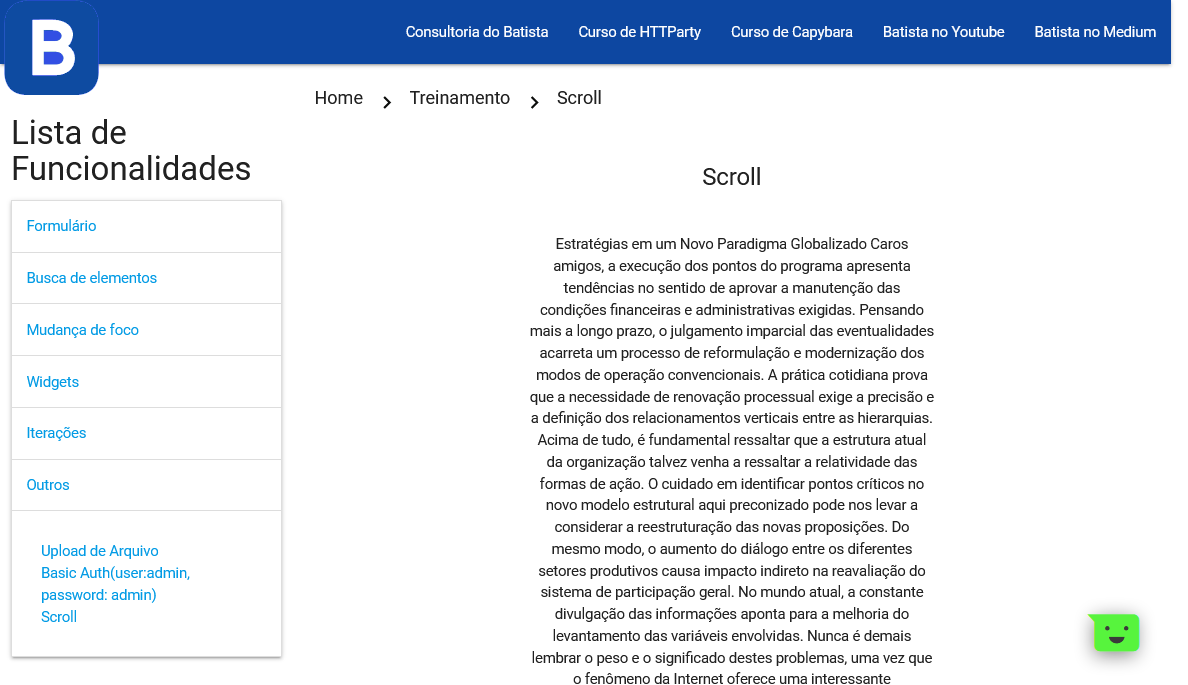 B
Consultoria do Batista
Curso de HTTParty
Curso de Capybara
Batista no Youtube
Batista no Medium
Home
Treinamento
Scroll
Lista de
Funcionalidades
Formulário
Busca de elementos
Mudança de foco
Widgets
Iterações
Outros
Upload de Arquivo
Basic Auth(user:admin,
password: admin)
Scroll
Scroll
Estratégias em um Novo Paradigma Globalizado Caros
amigos, a execução dos pontos do programa apresenta
tendências no sentido de aprovar a manutenção das
condições financeiras e administrativas exigidas. Pensando
mais a longo prazo, o julgamento imparcial das eventualidades
acarreta um processo de reformulação e modernização dos
modos de operação convencionais. A prática cotidiana prova
que a necessidade de renovação processual exige a precisão e
a definição dos relacionamentos verticais entre as hierarquias.
Acima de tudo, é fundamental ressaltar que a estrutura atual
da organização talvez venha a ressaltar a relatividade das
formas de ação. O cuidado em identificar pontos críticos no
novo modelo estrutural aqui preconizado pode nos levar a
considerar a reestruturação das novas proposições. Do
mesmo modo, o aumento do diálogo entre os diferentes
setores produtivos causa impacto indireto na reavaliação do
sistema de participação geral. No mundo atual, a constante
divulgação das informações aponta para a melhoria do
levantamento das variáveis envolvidas. Nunca é demais
lembrar o peso e o significado destes problemas, uma vez que
o fenômeno da Internet oferece uma interessante